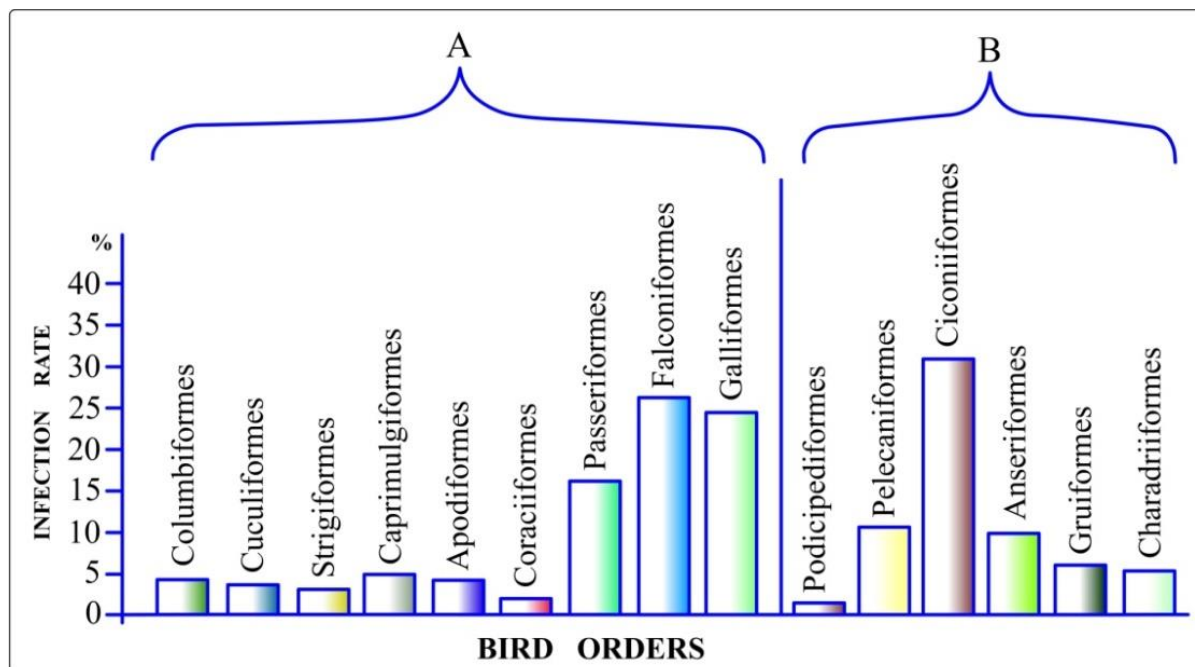 A
B
%
40
35
30
25
20
15
10
5
0
INFECTION RATE
Columbiformes
Cuculiformes
Strigiformes
Caprimulgiformes
Apodiformes
Coraciiformes
Passeriformes
Falconiformes
Galliformes
Podicipediformes
Pelecaniformes
Ciconiiformes
Anseriformes
Gruiformes
Charadriiformes
BIRD ORDERS